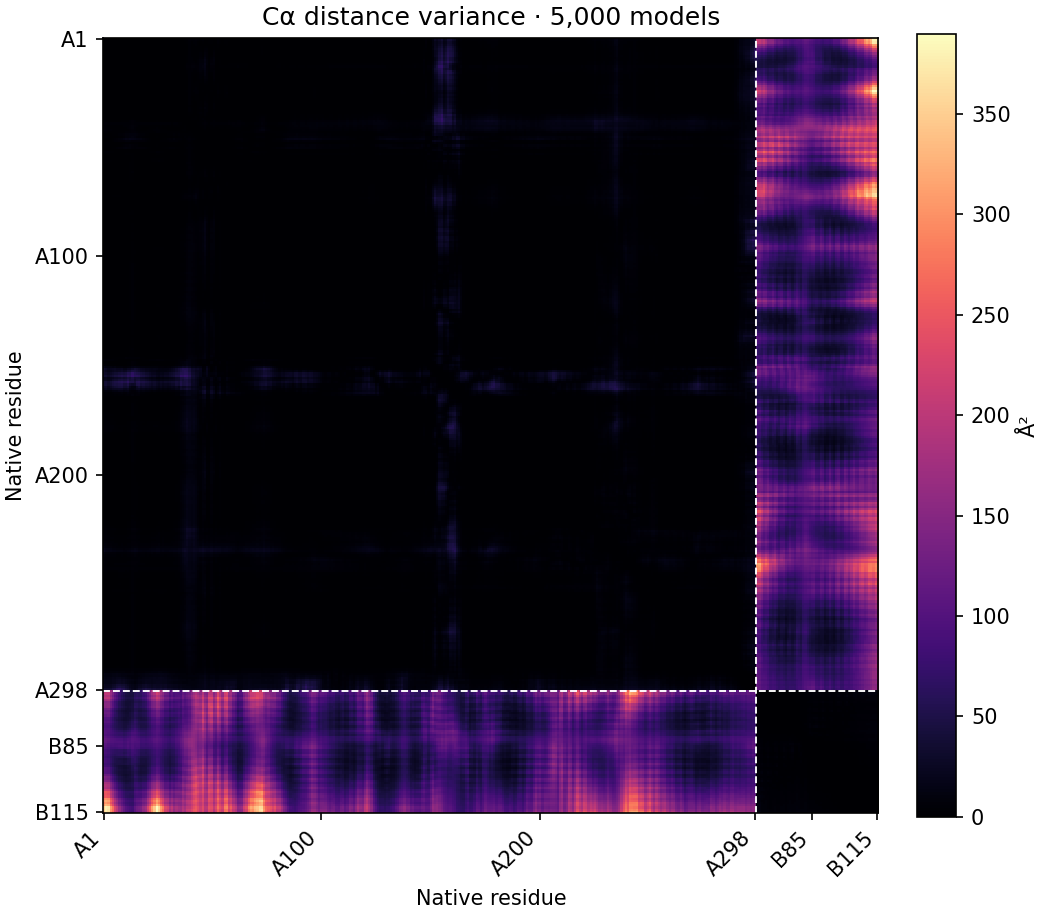 Cα distance variance · 5,000 models
A1
A100
A200
A298
B85
B115
Native residue
A1
A100
A200
A298
B85
B115
Native residue
350
300
250
200
150
100
50
0
Å²